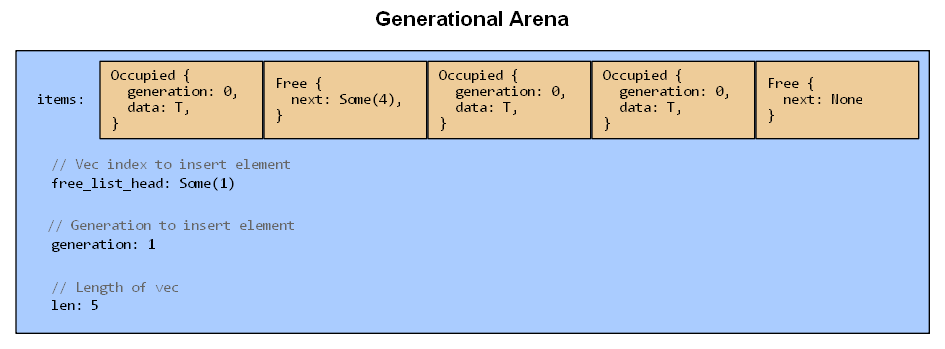 Generational Arena
items:
Occupied {
generation: 0,
data: T,
}
Free {
next: Some(4),
}
Occupied {
generation: 0,
data: T,
}
Occupied {
generation: 0,
data: T,
}
Free {
next: None
}
// Vec index to insert element
free_list_head: Some(1)
// Generation to insert element
generation: 1
// Length of vec
len: 5